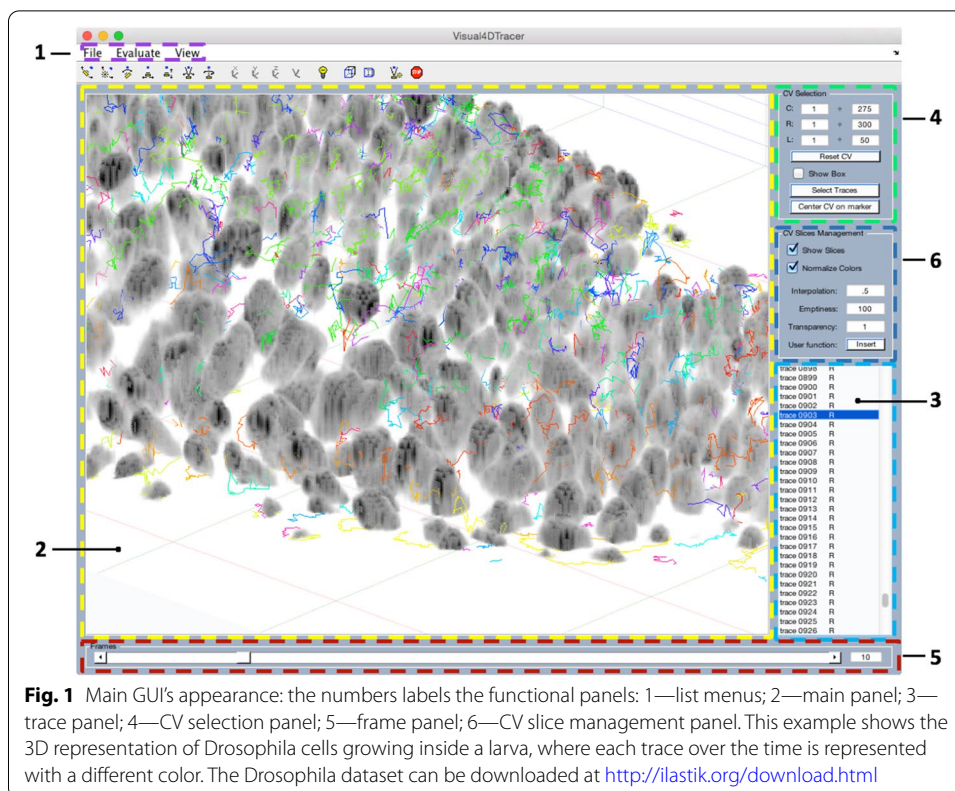 Visual4DTracer
1
File Evaluate View
STOP
CV Selection
C: 1 ÷ 275
R: 1 ÷ 300
L: 1 ÷ 50
Reset CV
Show Box
Select Traces
Center CV on marker
4
CV Slices Management
Show Slices
Normalize Colors
Interpolation: .5
Emptiness: 100
Transparency: 1
User function: Insert
6
trace 0898 R
trace 0899 R
trace 0900 R
trace 0901 R
trace 0902 R
trace 0903 R
trace 0904 R
trace 0905 R
trace 0906 R
trace 0907 R
trace 0908 R
trace 0909 R
trace 0910 R
trace 0911 R
trace 0912 R
trace 0913 R
trace 0914 R
trace 0915 R
trace 0916 R
trace 0917 R
trace 0918 R
trace 0919 R
trace 0920 R
trace 0921 R
trace 0922 R
trace 0923 R
trace 0924 R
trace 0925 R
trace 0926 R
3
2
Frames
10
5
Fig. 1 Main GUI's appearance: the numbers labels the functional panels: 1—list menus; 2—main panel; 3—
trace panel; 4—CV selection panel; 5—frame panel; 6—CV slice management panel. This example shows the
3D representation of Drosophila cells growing inside a larva, where each trace over the time is represented
with a different color. The Drosophila dataset can be downloaded at http://ilastik.org/download.html